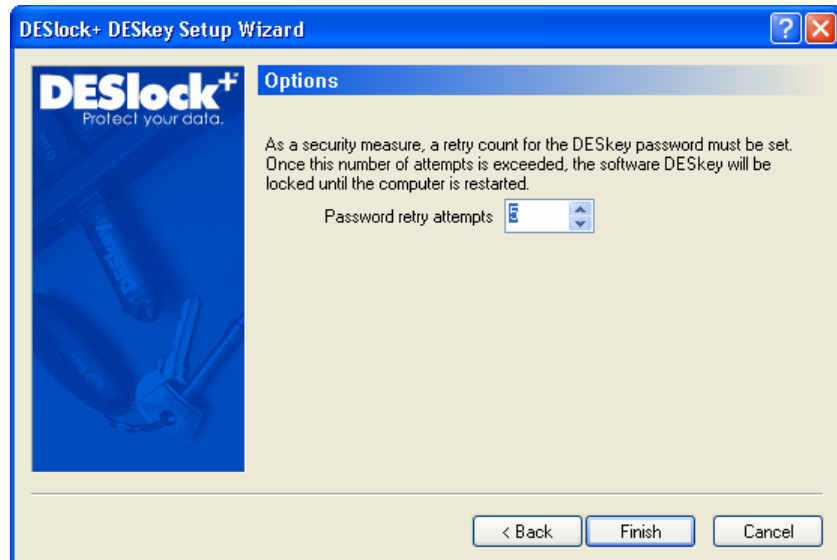 DESlock+ DESkey Setup Wizard
DESlock+
Protect your data.
Options
As a security measure, a retry count for the DESkey password must be set.
Once this number of attempts is exceeded, the software DESkey will be
locked until the computer is restarted.
Password retry attempts
DESkey
< Back
Finish
Cancel